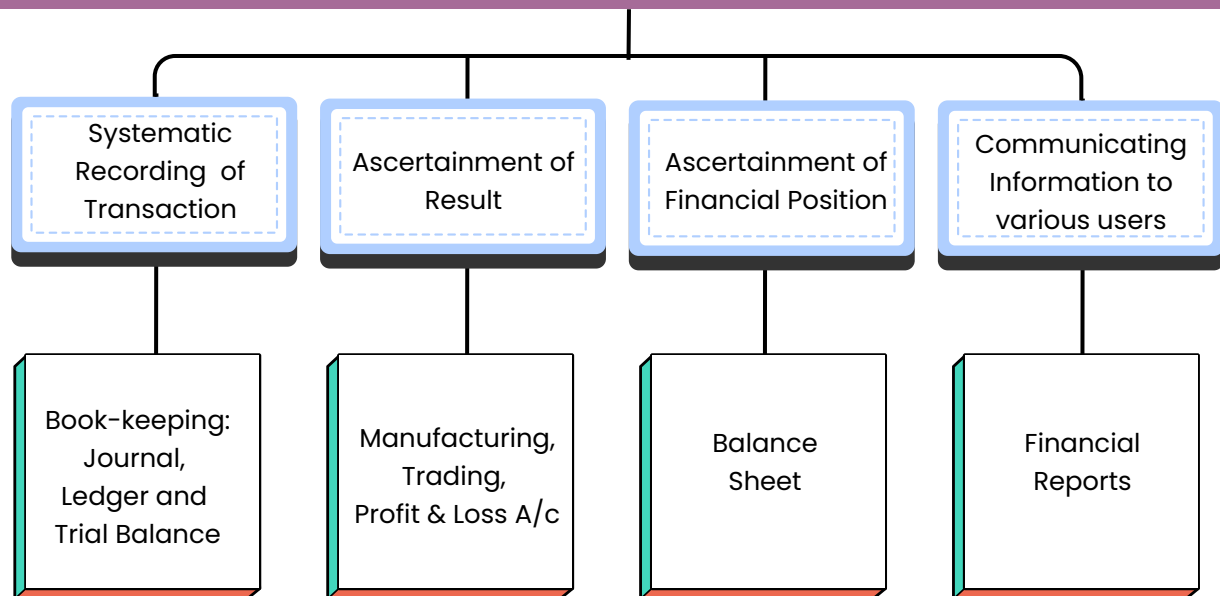 Systematic
Recording of
Transaction
Ascertainment of
Result
Ascertainment of
Financial Position
Communicating
Information to
various users
Book-keeping:
Journal,
Ledger and
Trial Balance
Manufacturing,
Trading,
Profit & Loss A/c
Balance
Sheet
Financial
Reports